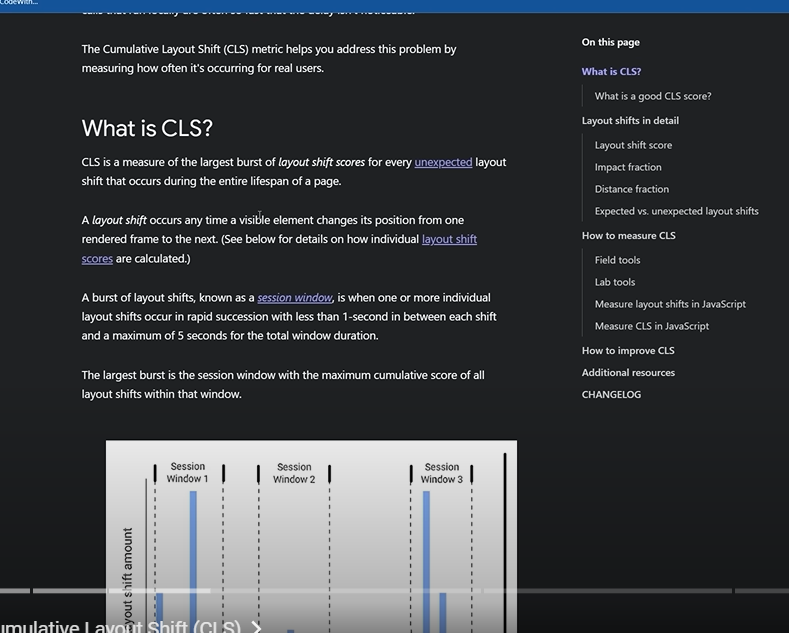 CodeWith...
The Cumulative Layout Shift (CLS) metric helps you address this problem by
measuring how often it's occurring for real users.
What is CLS?
CLS is a measure of the largest burst of layout shift scores for every unexpected layout
shift that occurs during the entire lifespan of a page.
A layout shift occurs any time a visible element changes its position from one
rendered frame to the next. (See below for details on how individual layout shift
scores are calculated.)
A burst of layout shifts, known as a session window, is when one or more individual
layout shifts occur in rapid succession with less than 1-second in between each shift
and a maximum of 5 seconds for the total window duration.
The largest burst is the session window with the maximum cumulative score of all
layout shifts within that window.
Session
Window 1
Session
Window 2
Session
Window 3
yout shift amount
umulative Layout Shift (CLS)
On this page
What is CLS?
What is a good CLS score?
Layout shifts in detail
Layout shift score
Impact fraction
Distance fraction
Expected vs. unexpected layout shifts
How to measure CLS
Field tools
Lab tools
Measure layout shifts in JavaScript
Measure CLS in JavaScript
How to improve CLS
Additional resources
CHANGELOG